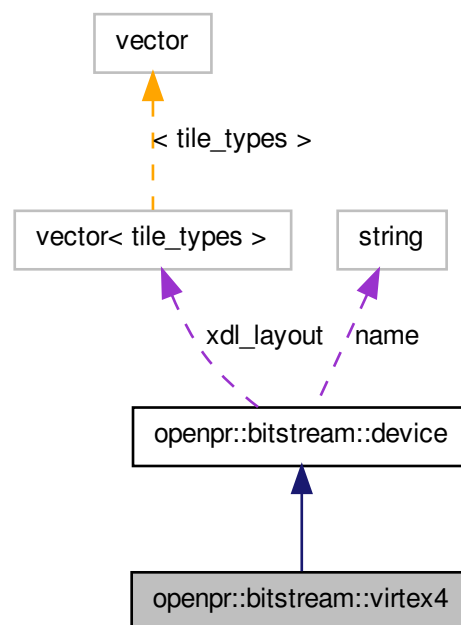 vector
< tile_types >
vector< tile_types >
string
xdl_layout
name
openpr::bitstream::device
openpr::bitstream::virtex4